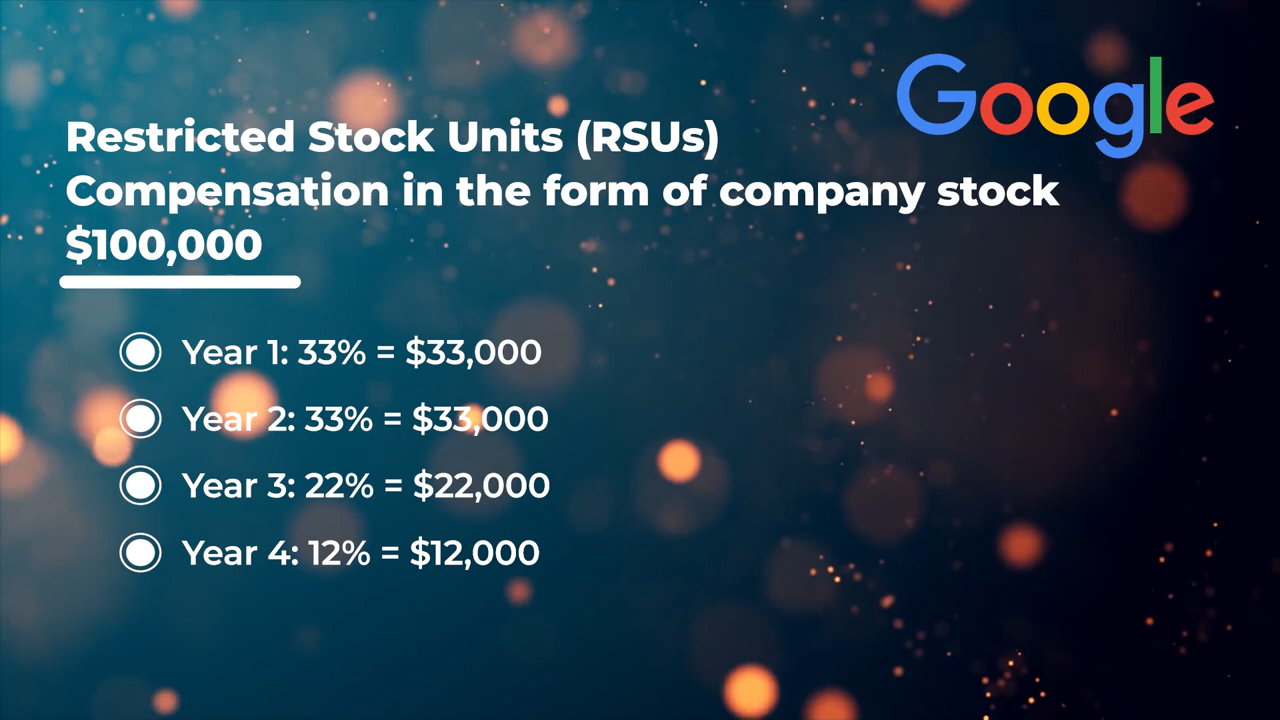 Google
Restricted Stock Units (RSUs)
Compensation in the form of company stock
$100,000
Year 1: 33% = $33,000
Year 2: 33% = $33,000
Year 3: 22% = $22,000
Year 4: 12% = $12,000